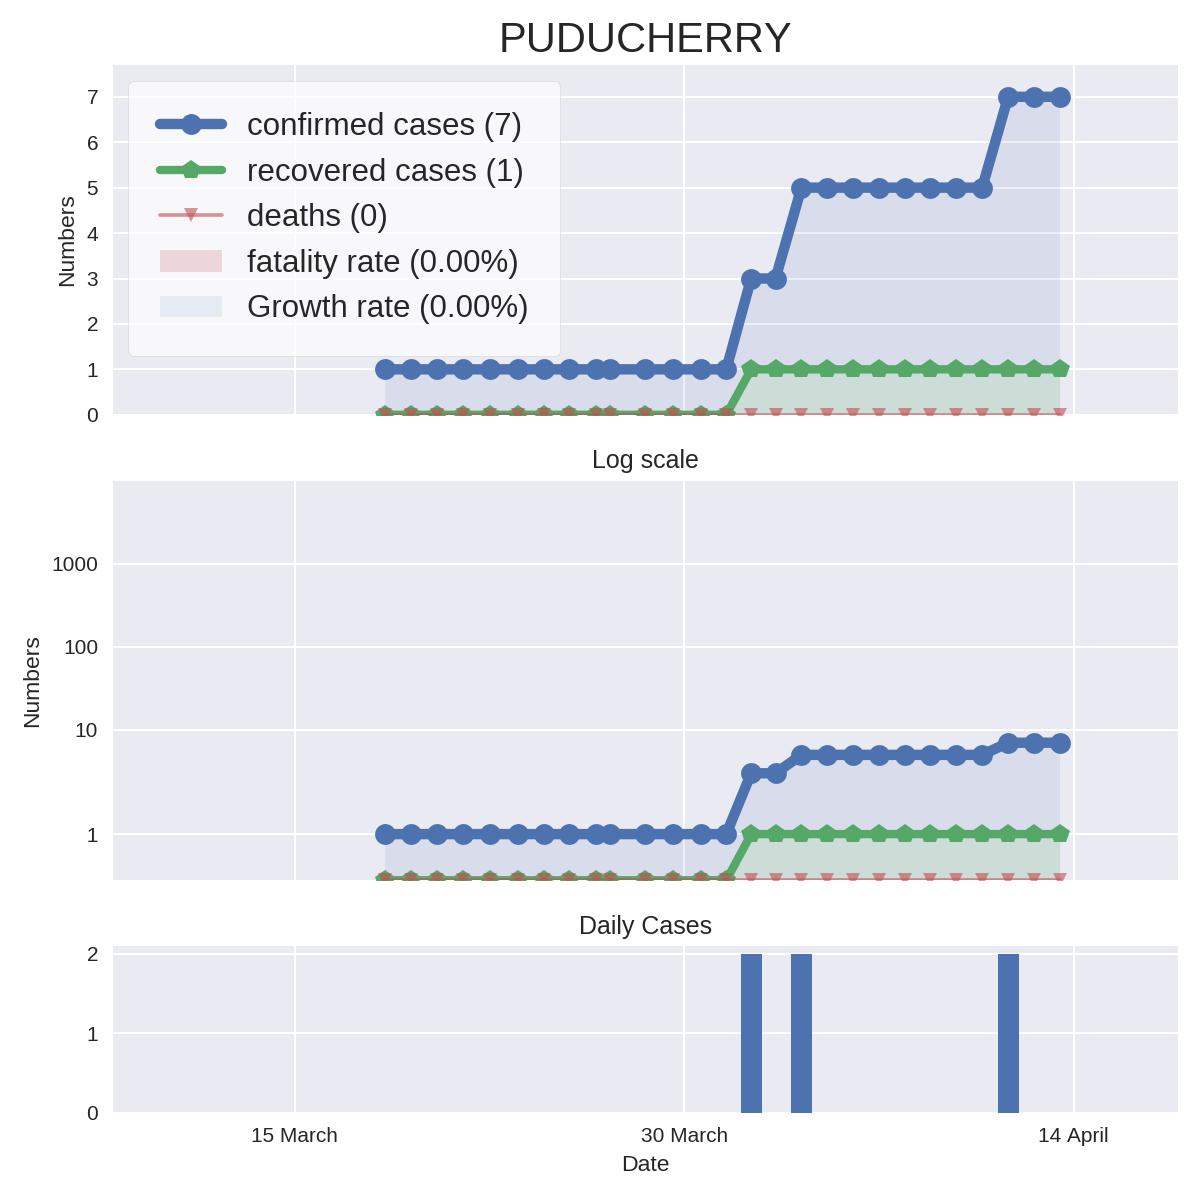 PUDUCHERRY
7
6
5
4
3
2
1
0
Numbers
confirmed cases (7)
recovered cases (1)
deaths (0)
fatality rate (0.00%)
Growth rate (0.00%)
Log scale
1000
100
10
1
Numbers
Daily Cases
2
1
0
15 March
30 March
14 April
Date